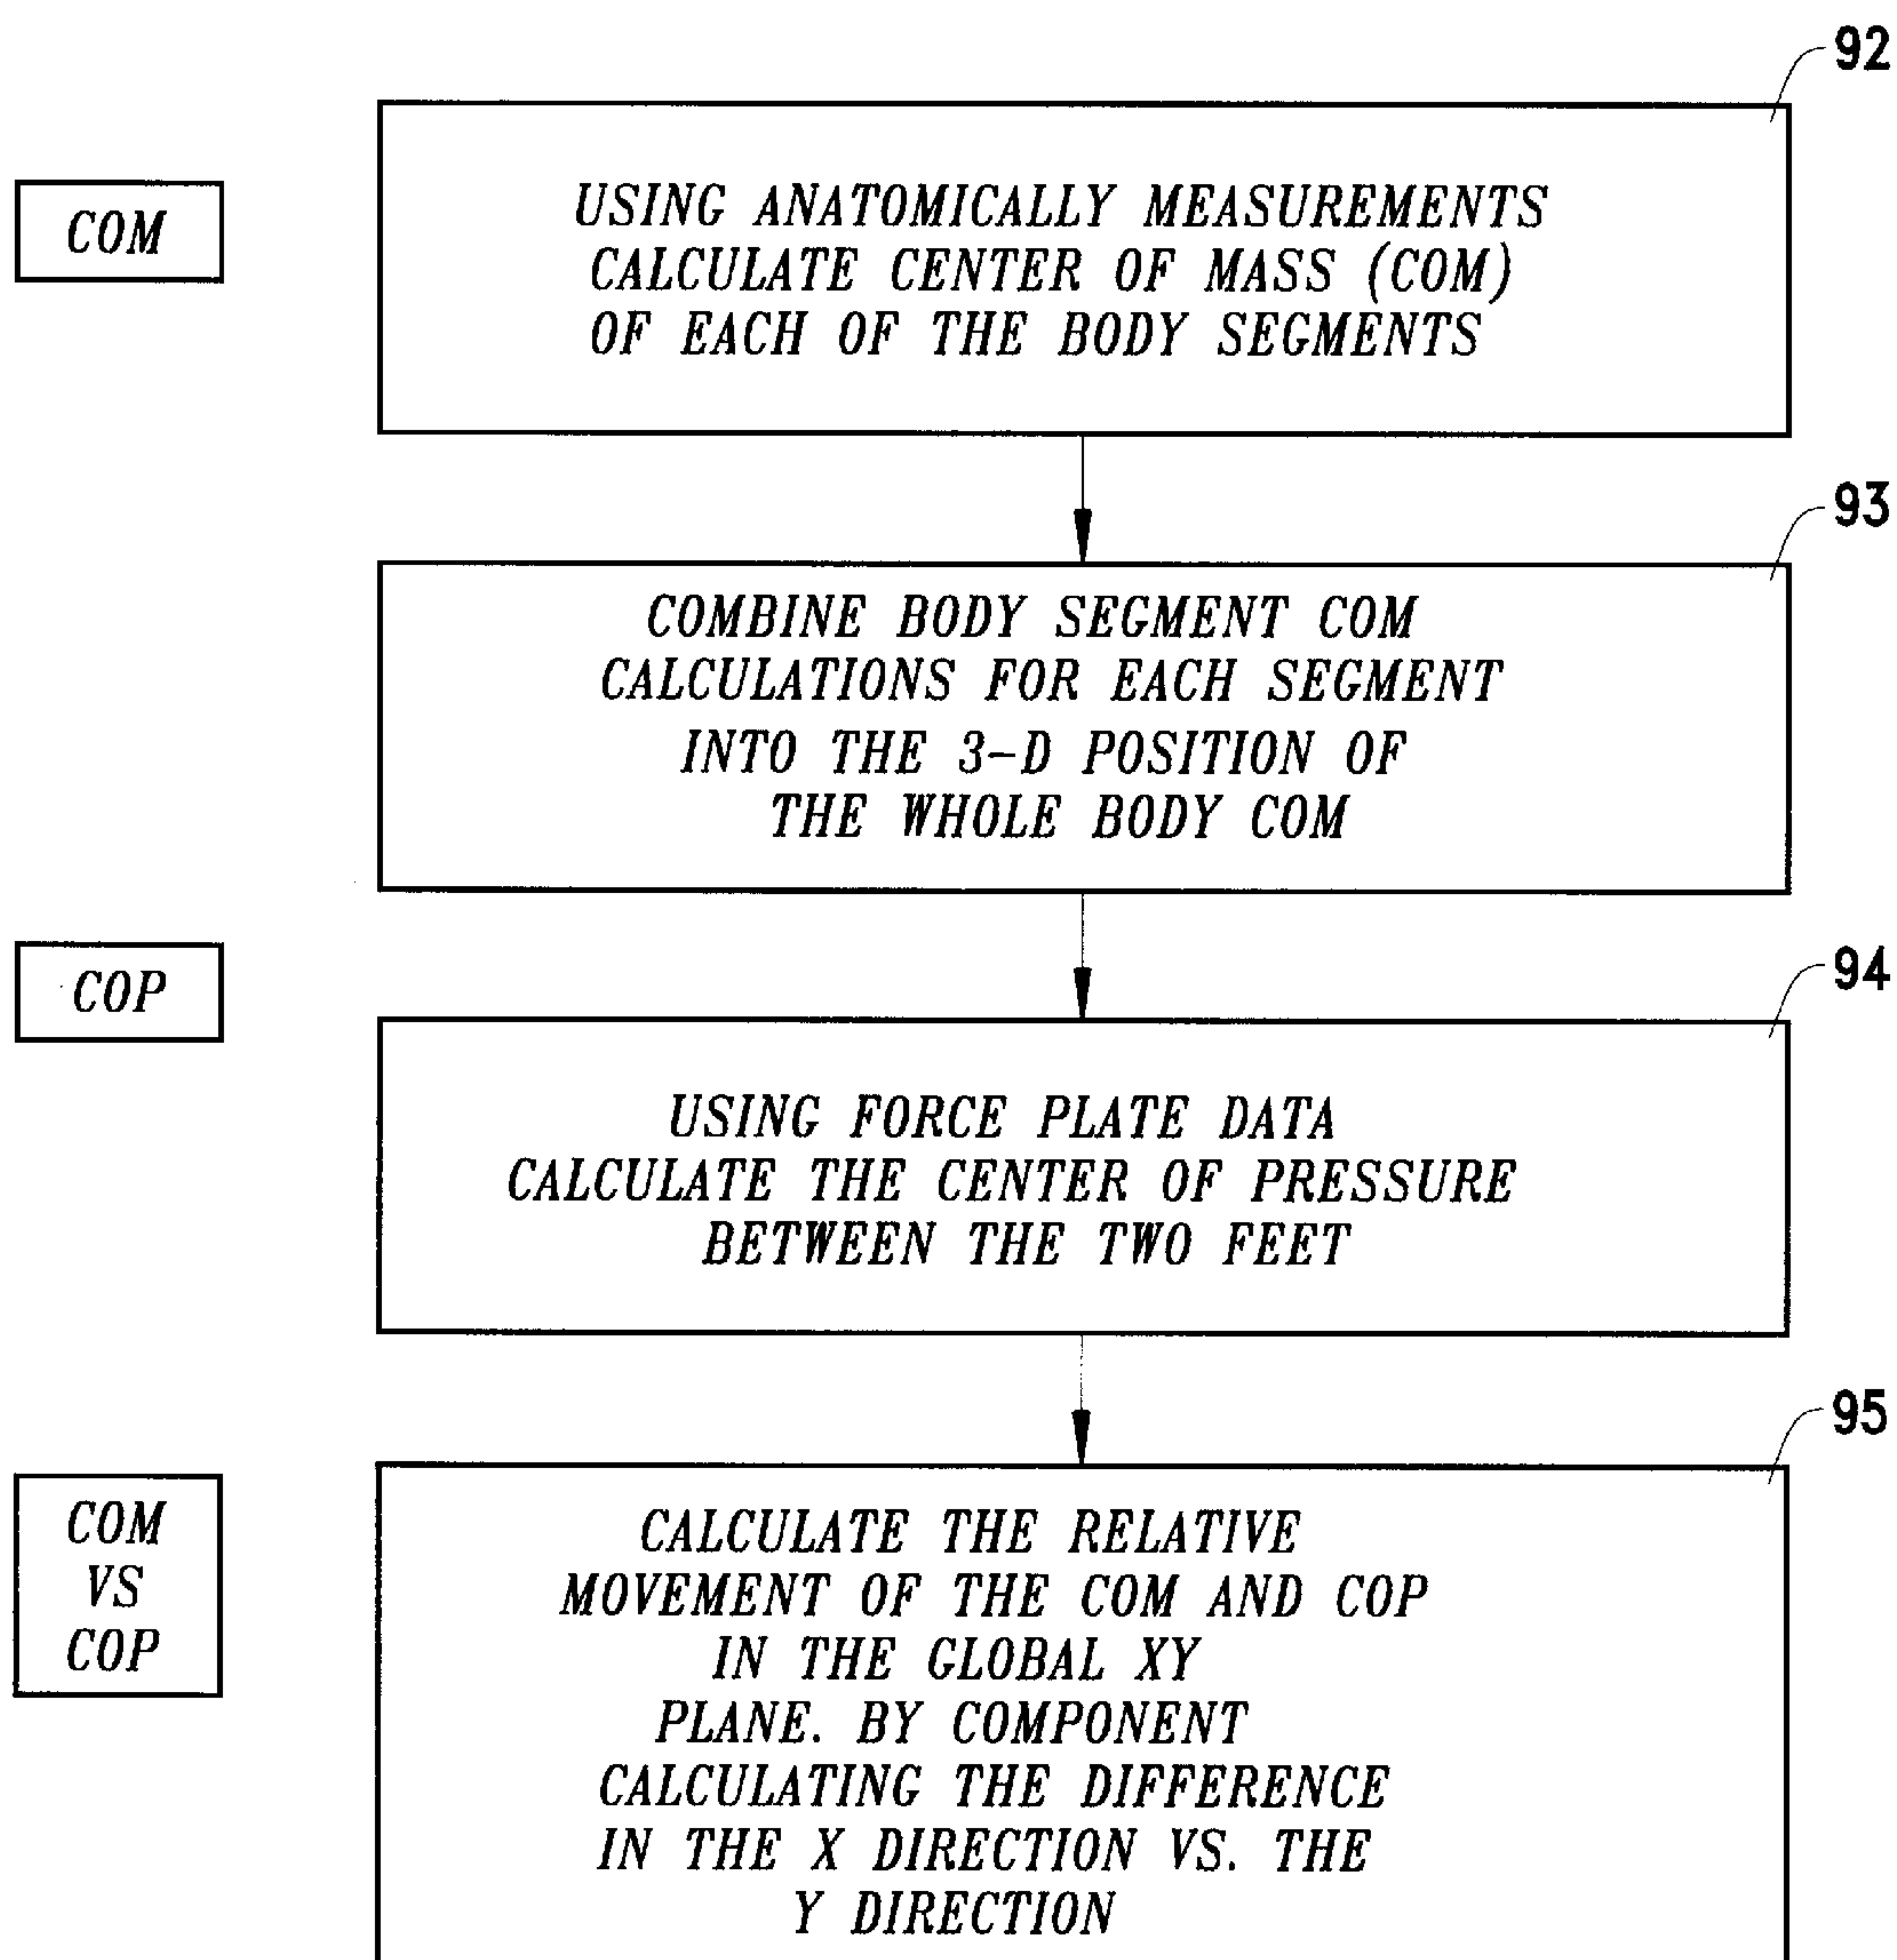 92
COM
USING ANATOMICALLY MEASUREMENTS
CALCULATE CENTER OF MASS (COM)
OF EACH OF THE BODY SEGMENTS
93
COMBINE BODY SEGMENT COM
CALCULATIONS FOR EACH SEGMENT
INTO THE 3-D POSITION OF
THE WHOLE BODY COM
COP
94
USING FORCE PLATE DATA
CALCULATE THE CENTER OF PRESSURE
BETWEEN THE TWO FEET
95
COM
VS
COP
CALCULATE THE RELATIVE
MOVEMENT OF THE COM AND COP
IN THE GLOBAL XY
PLANE. BY COMPONENT
CALCULATING THE DIFFERENCE
IN THE X DIRECTION VS. THE
Y DIRECTION